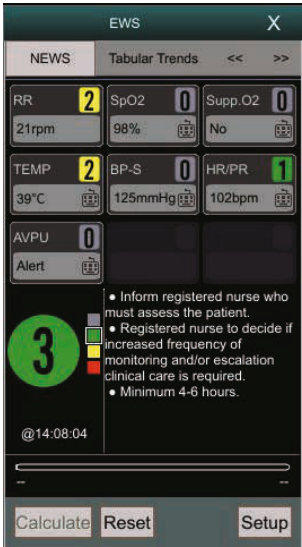 EWS X
NEWS Tabular Trends << >>
RR 2 SpO2 0 Supp.O2 0
21rpm 98% No
TEMP 2 BP-S 0 HR/PR 1
39°C 125mmHg 102bpm
AVPU 0
Alert
• Inform registered nurse who
must assess the patient.
• Registered nurse to decide if
increased frequency of
monitoring and/or escalation
clinical care is required.
• Minimum 4-6 hours.
3
@14:08:04
-- --
Calculate Reset Setup